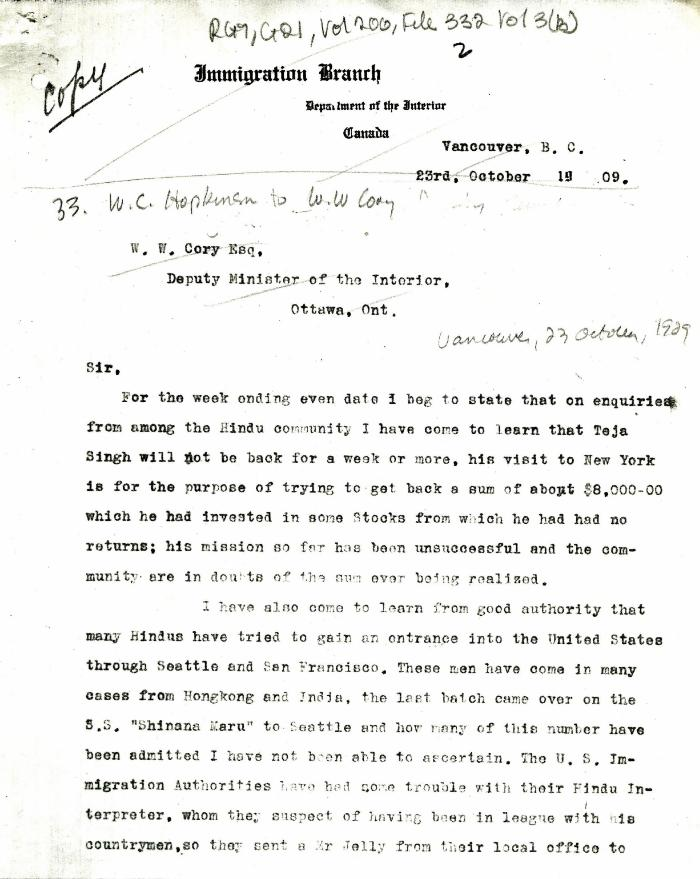 RG7, G21, Vol 200, File 332 Vol 3(b)
2
Copy
Immigration Branch
Department of the Interior
Canada
Vancouver, B. C.
23rd, October 19 09.
33. W.C. Hopkinson to W.W Cory
W. W. Cory Esq,
Deputy Minister of the Interior,
Ottawa, Ont.
Vancouver, 23 October, 1909
Sir,
For the week ending even date I beg to state that on enquiries
from among the Hindu community I have come to learn that Teja
Singh will not be back for a week or more, his visit to New York
is for the purpose of trying to get back a sum of about $8,000-00
which he had invested in some Stocks from which he had had no
returns; his mission so far has been unsuccessful and the com-
munity are in doubts of the sum ever being realized.
I have also come to learn from good authority that
many Hindus have tried to gain an entrance into the United States
through Seattle and San Francisco. These men have come in many
cases from Hongkong and India, the last batch came over on the
S.S. "Shinana Maru" to Seattle and how many of this number have
been admitted I have not been able to ascertain. The U. S. Im-
migration Authorities have had some trouble with their Hindu In-
terpreter, whom they suspect of having been in league with his
countrymen,so they sent a Mr Jelly from their local office to